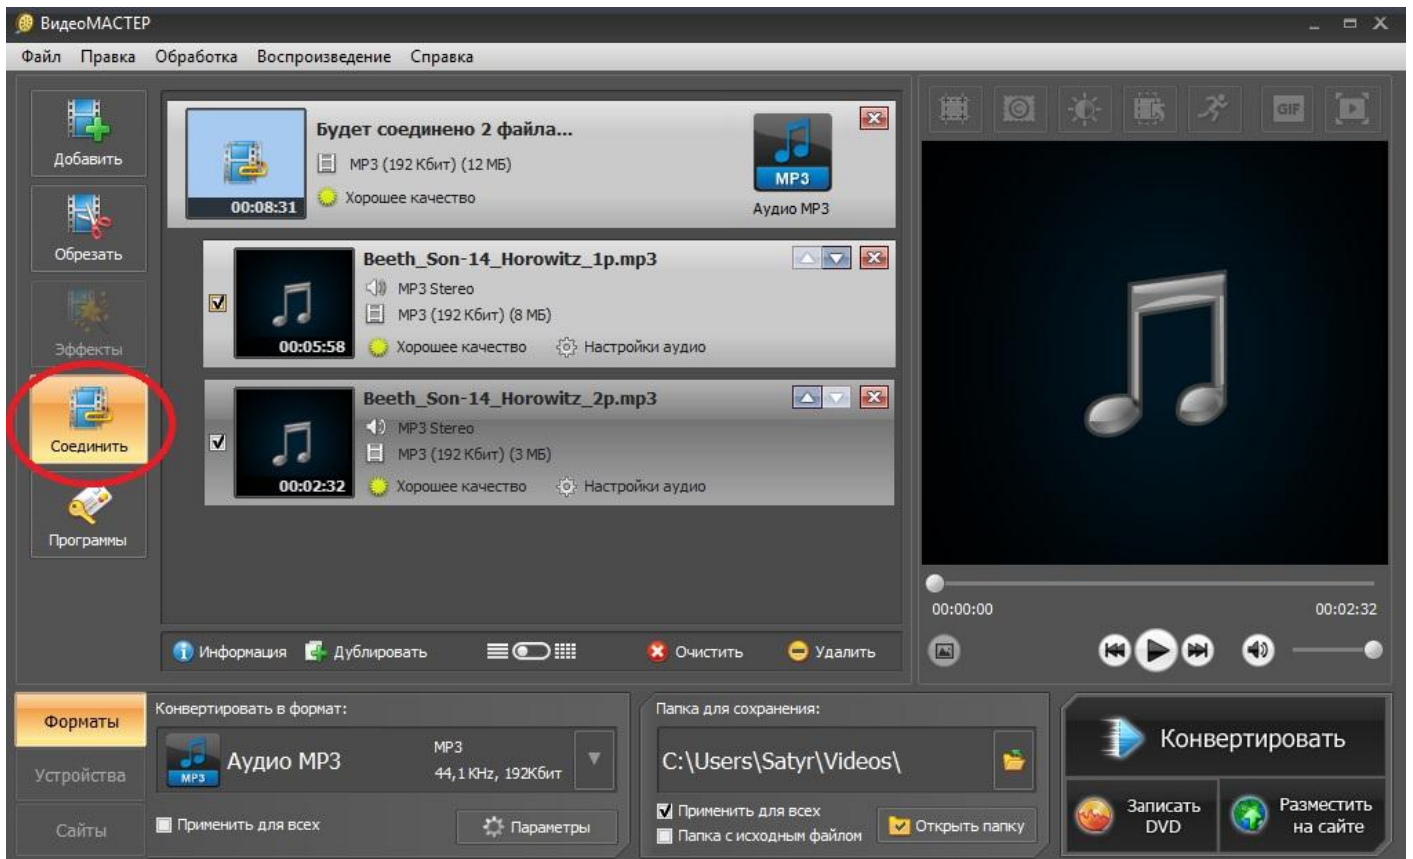 ВидеоМАСТЕР
Файл Правка Обработка Воспроизведение Справка
Добавить
Обрезать
Эффекты
Соединить
Программы
Будет соединено 2 файла...
MP3 (192 Кбит) (12 МБ)
Хорошее качество
00:08:31
MP3
Аудио MP3
Beeth_Son-14_Horowitz_1p.mp3
MP3 Stereo
MP3 (192 Кбит) (8 МБ)
00:05:58
Хорошее качество Настройки аудио
Beeth_Son-14_Horowitz_2p.mp3
MP3 Stereo
MP3 (192 Кбит) (3 МБ)
00:02:32
Хорошее качество Настройки аудио
Информация Дублировать Очистить Удалить
GIF
00:00:00 00:02:32
Форматы
Устройства
Сайты
Конвертировать в формат:
MP3
Аудио MP3
MP3
44,1 KHz, 192Кбит
Применить для всех
Параметры
Папка для сохранения:
C:\Users\Satyr\Videos\
Применить для всех
Папка с исходным файлом
Открыть папку
Конвертировать
Записать
DVD
Разместить
на сайте